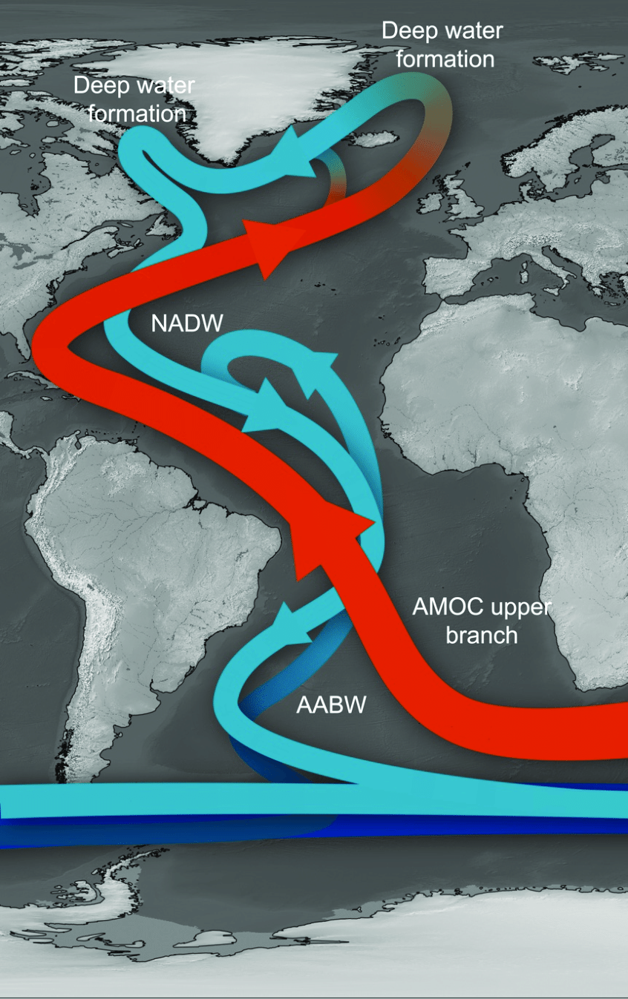 Deep water
formation
Deep water
formation
NADW
AMOC upper
branch
AABW